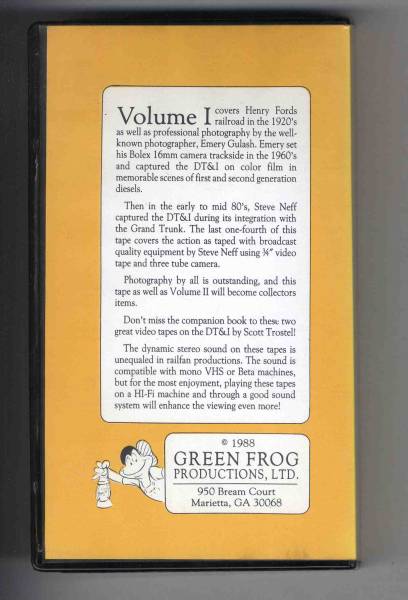 Volume I covers Henry Fords
railroad in the 1920's
as well as professional photography by the well-
known photographer, Emery Gulash. Emery set
his Bolex 16mm camera trackside in the 1960's
and captured the DT&I on color film in
memorable scenes of first and second generation
diesels.
Then in the early to mid 80's, Steve Neff
captured the DT&I during its integration with
the Grand Trunk. The last one-fourth of this
tape covers the action as taped with broadcast
quality equipment by Steve Neff using ¾" video
tape and three tube camera.
Photography by all is outstanding, and this
tape as well as Volume II will become collectors
items.
Don't miss the companion book to these two
great video tapes on the DT&I by Scott Trostel!
The dynamic stereo sound on these tapes is
unequaled in railfan productions. The sound is
compatible with mono VHS or Beta machines,
but for the most enjoyment, playing these tapes
on a HI-Fi machine and through a good sound
system will enhance the viewing even more!
© 1988
GREEN FROG
PRODUCTIONS, LTD.
950 Bream Court
Marietta, GA 30068